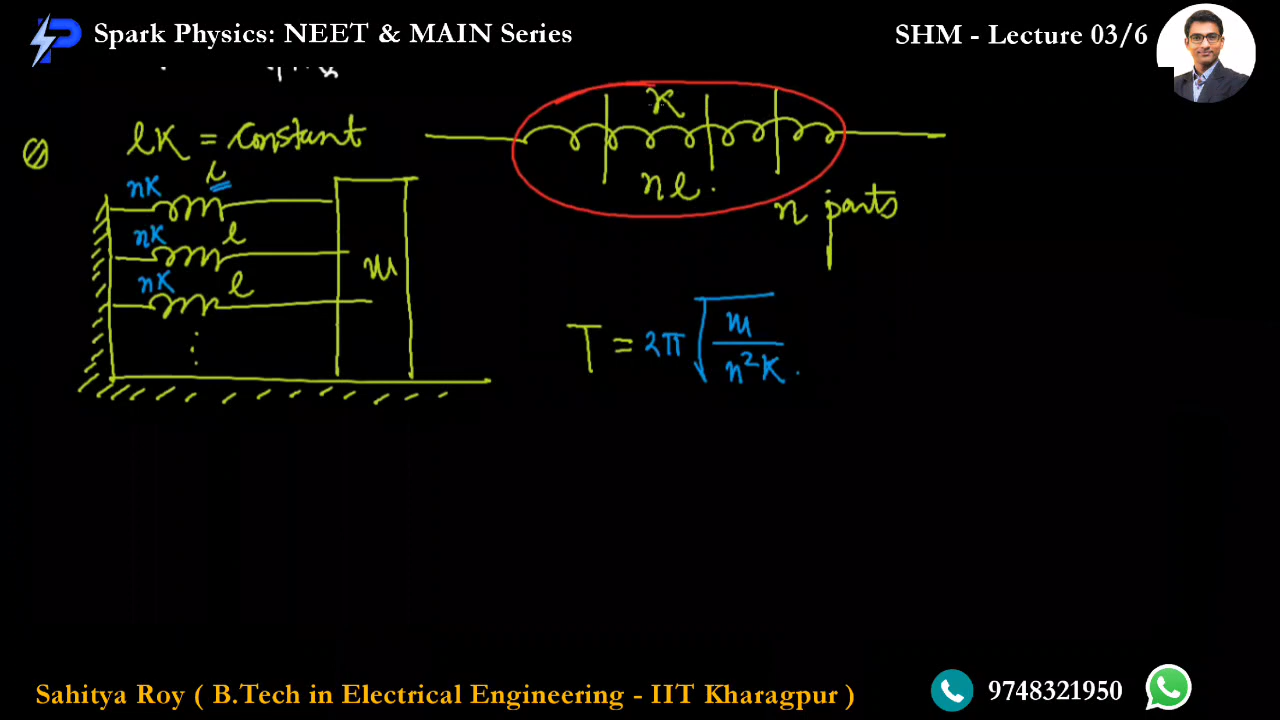 Spark Physics: NEET & MAIN Series
SHM - Lecture 03/6
lK = Constant
K
nl.
n parts
nK l
nK l
nK l
m
T = 2π √(m / n²K).
Sahitya Roy ( B.Tech in Electrical Engineering - IIT Kharagpur )
9748321950